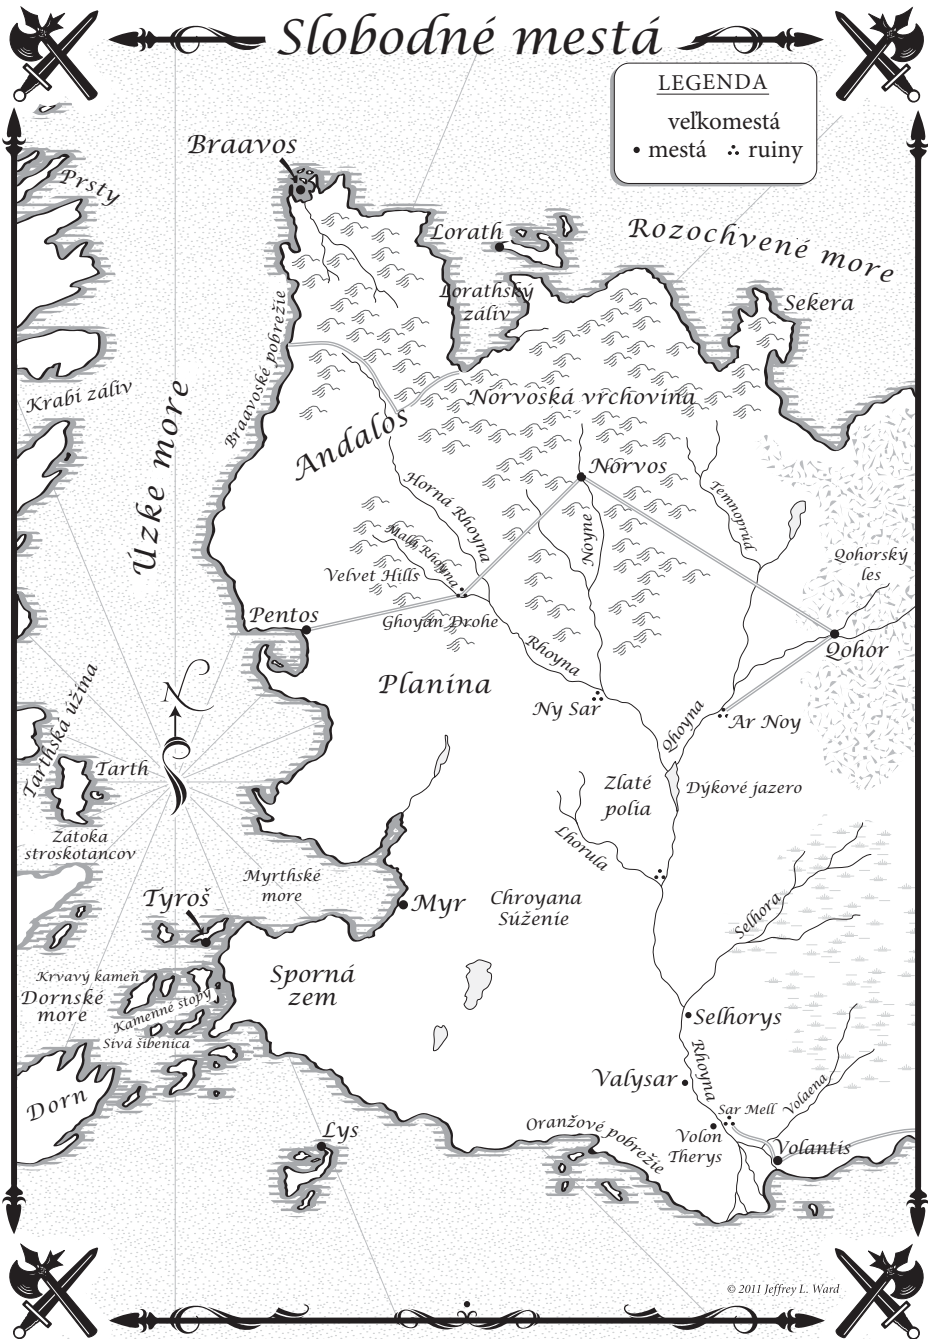 Slobodné mestá
LEGENDA
veľkomestá
mestá
ruiny
Braavos
Prsty
Lorath
Rozochvené more
Lorathský
záliv
Sekera
Braavoské pobrežie
Krabí záliv
Norvoská vrchovina
Úzke more
Andalos
Norvos
Horná Rhoyna
Temnoprúd
Malá Rhoyna
Noyne
Qohorský
les
Velvet Hills
Pentos
Ghoyan Drohe
Rhoyna
Qohor
N
Planina
Ny Sar
Qhoyna
Ar Noy
Tarthská úžina
Tarth
Zlaté
polia
Dýkové jazero
Zátoka
stroskotancov
Lhorula
Myrthské
more
Tyroš
Myr
Chroyana
Súženie
Selhora
Krvavý kameň
Dornské
more
Sporná
zem
Kamenné stopy
Sivá šibenica
Selhorys
Rhoyna
Valysar
Volaena
Dorn
Sar Mell
Lys
Oranžové pobrežie
Volon
Therys
Volantis
© 2011 Jeffrey L. Ward